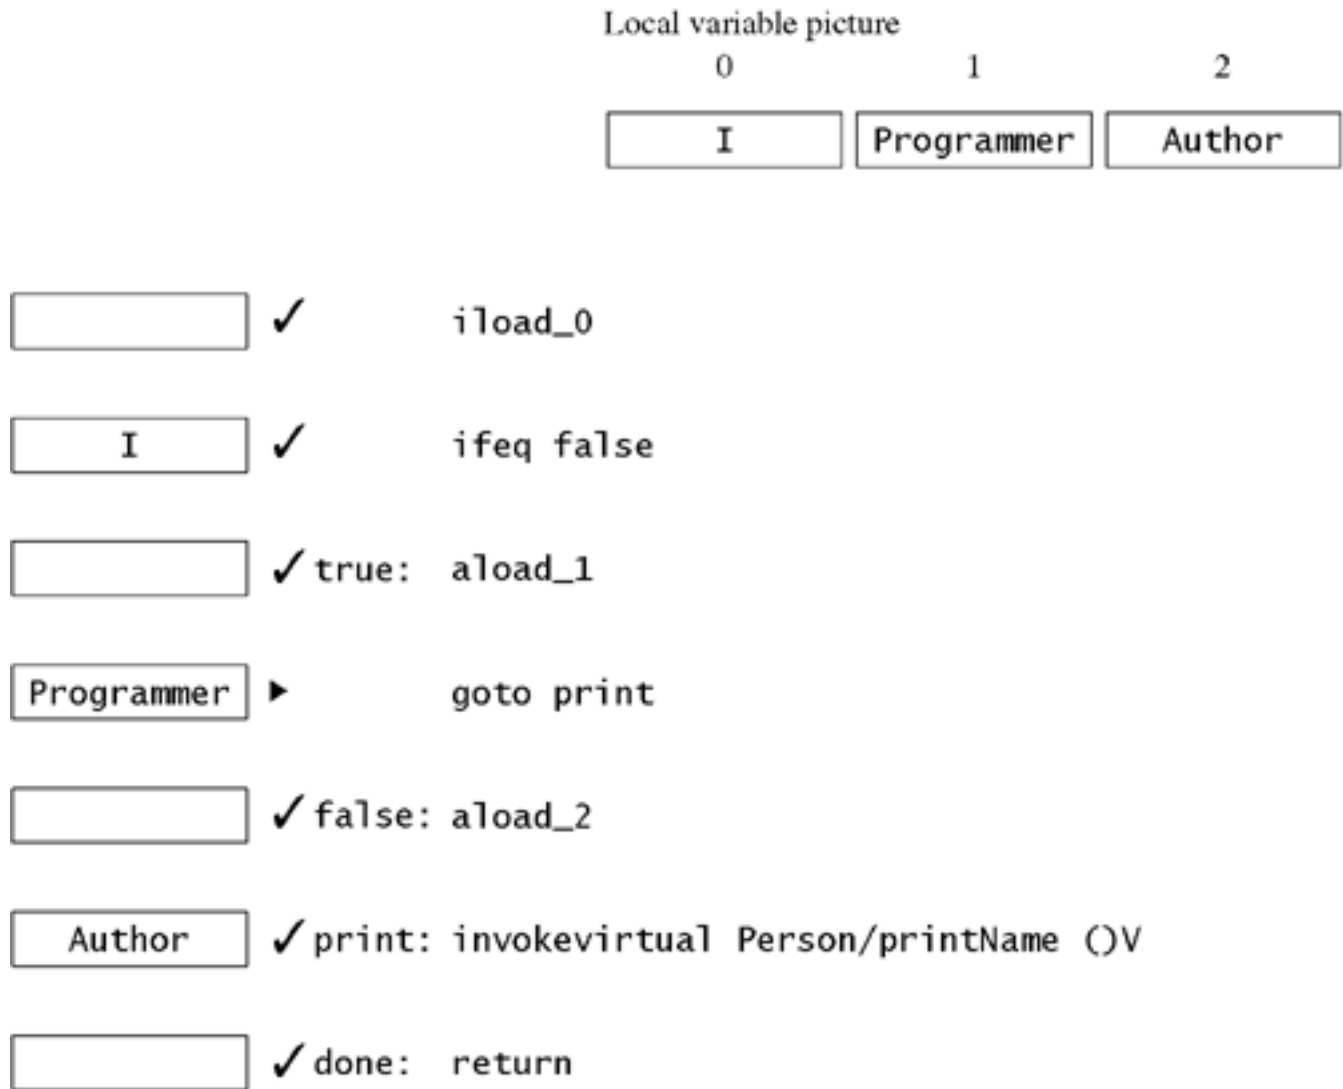 Local variable picture
0 1 2
I Programmer Author
✓ iload_0
I ✓ ifeq false
✓ true: aload_1
Programmer ▶ goto print
✓ false: aload_2
Author ✓ print: invokevirtual Person/printName ()V
✓ done: return